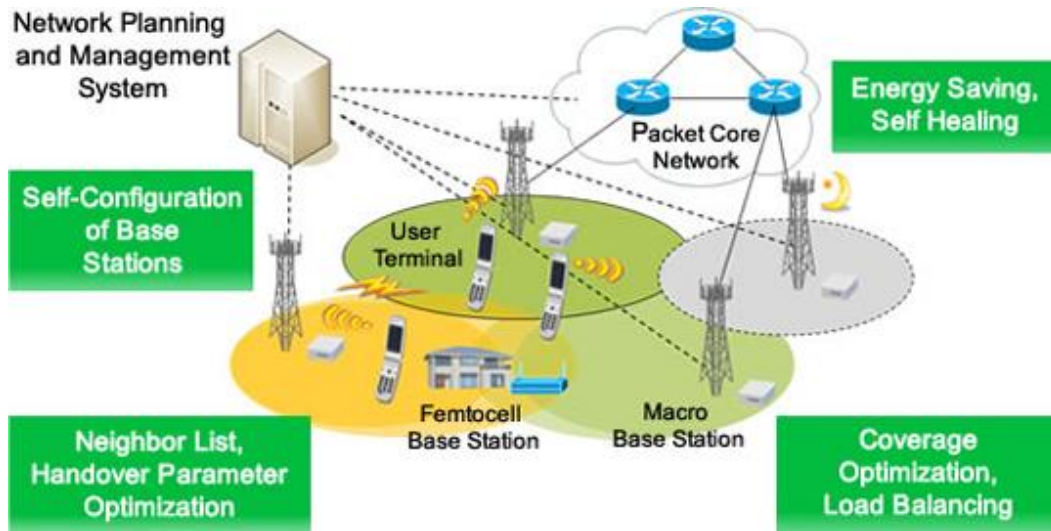 Network Planning
and Management
System
Packet Core
Network
Energy Saving,
Self Healing
Self-Configuration
of Base
Stations
User
Terminal
Femtocell
Base Station
Macro
Base Station
Neighbor List,
Handover Parameter
Optimization
Coverage
Optimization,
Load Balancing